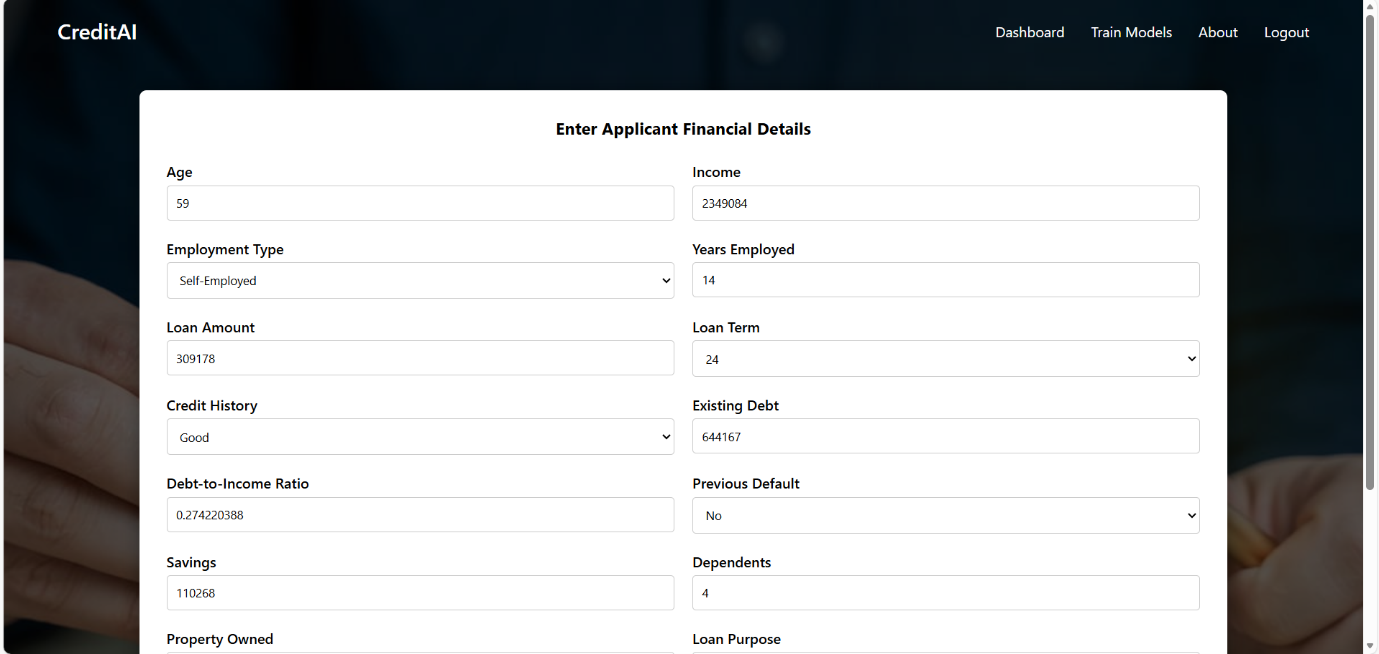 CreditAI Dashboard Train Models About Logout
Enter Applicant Financial Details
Age Income
59 2349084
Employment Type Years Employed
Self-Employed 14
Loan Amount Loan Term
309178 24
Credit History Existing Debt
Good 644167
Debt-to-Income Ratio Previous Default
0.274220388 No
Savings Dependents
110268 4
Property Owned Loan Purpose